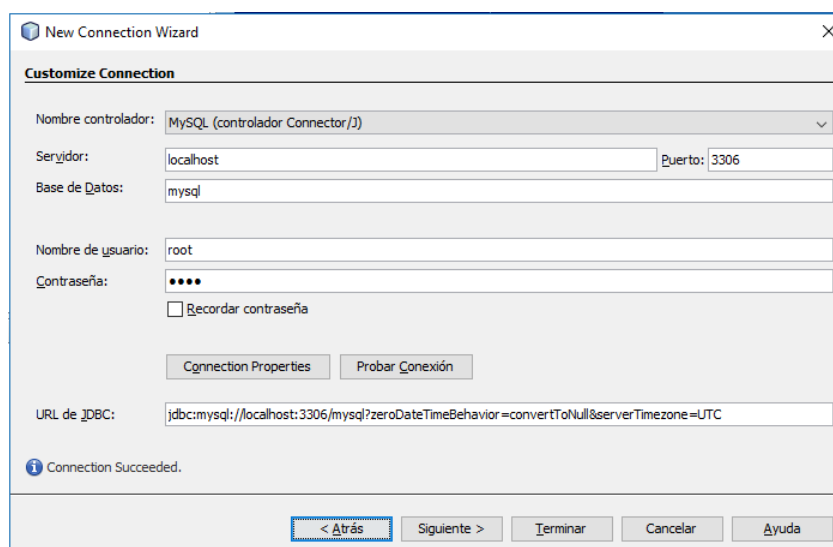 New Connection Wizard
Customize Connection
Nombre controlador: MySQL (controlador Connector/J)
Servidor: localhost Puerto: 3306
Base de Datos: mysql
Nombre de usuario: root
Contraseña: ●●●●
Recordar contraseña
Connection Properties Probar Conexión
URL de JDBC: jdbc:mysql://localhost:3306/mysql?zeroDateTimeBehavior=convertToNull&serverTimezone=UTC
Connection Succeeded.
< Atrás Siguiente > Terminar Cancelar Ayuda